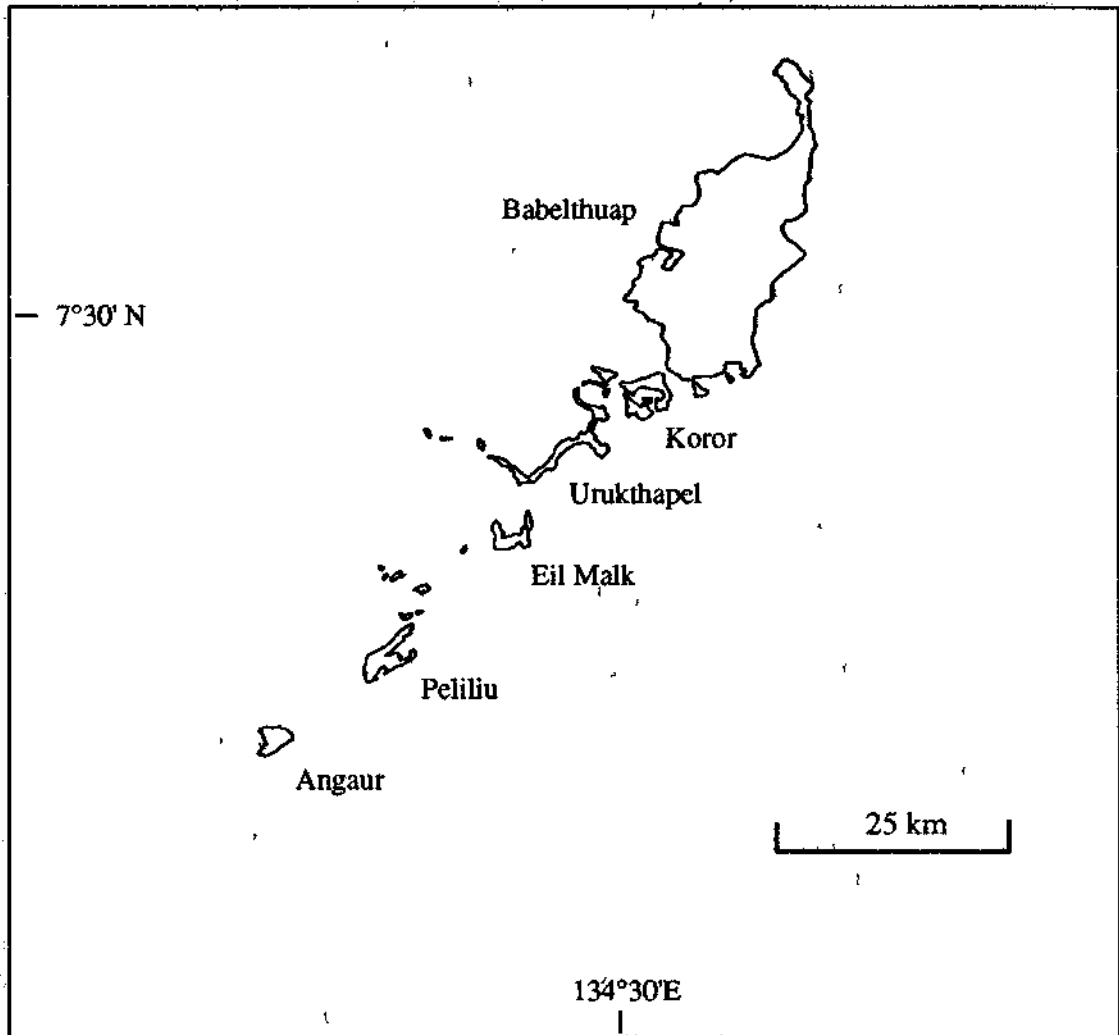 Babelthuap
7°30' N
Koror
Urukthapel
Eil Malk
Peliliu
Angaur
25 km
134°30'E